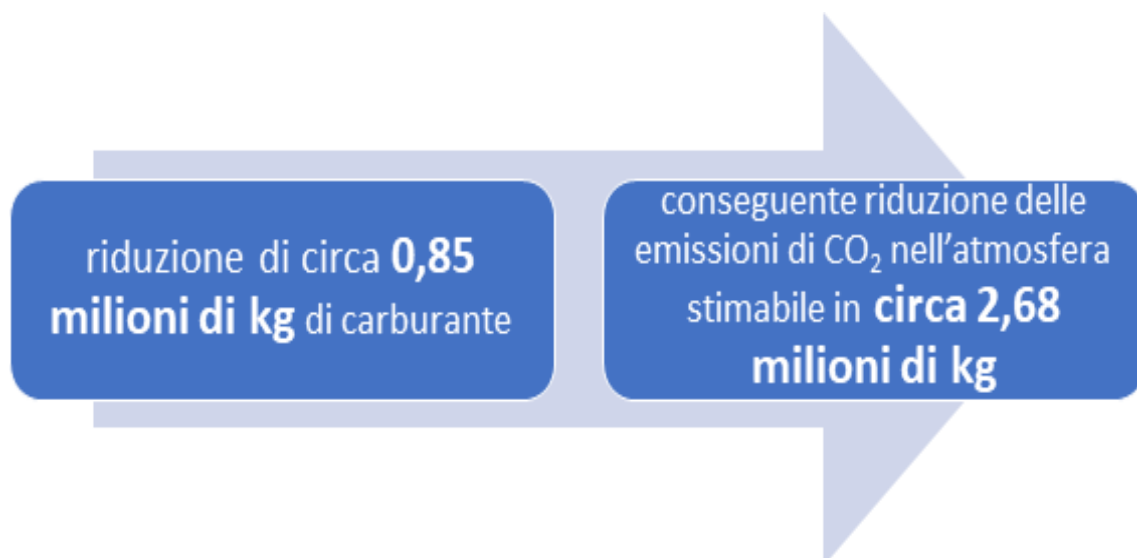 riduzione di circa 0,85
milioni di kg di carburante
conseguente riduzione delle
emissioni di CO₂ nell’atmosfera
stimabile in circa 2,68
milioni di kg